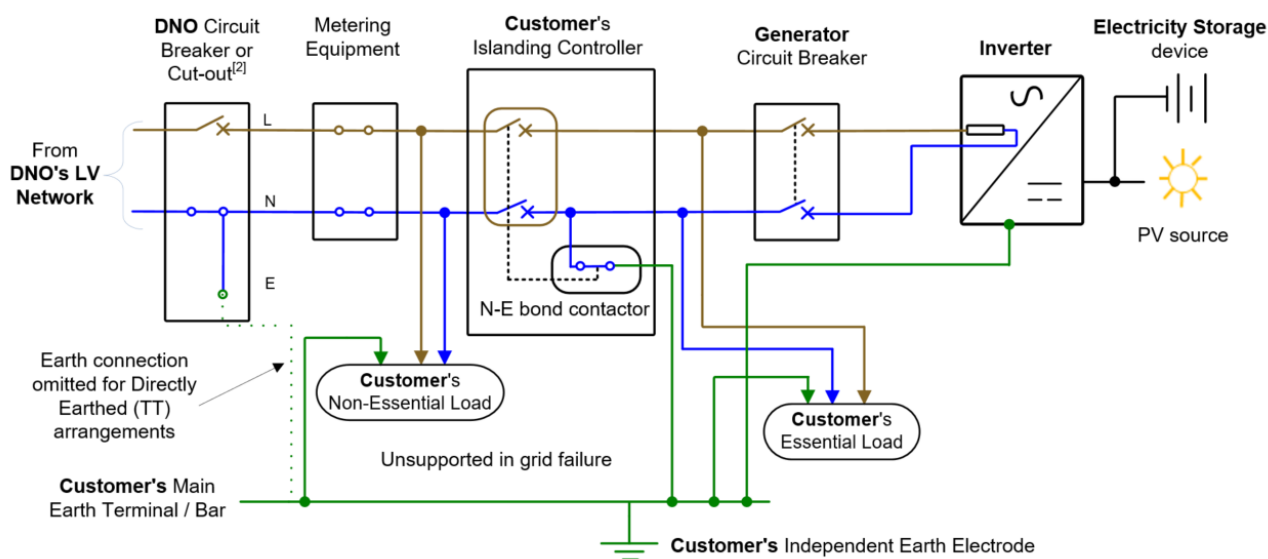 DNO Circuit
Breaker or
Cut-out[2]
Metering
Equipment
Customer's
Islanding Controller
Generator
Circuit Breaker
Inverter
Electricity Storage
device
L
From
DNO's LV
Network
N
PV source
E
N-E bond contactor
Earth connection
omitted for Directly
Earthed (TT)
arrangements
Customer's
Non-Essential Load
Customer's
Essential Load
Unsupported in grid failure
Customer's Main
Earth Terminal / Bar
Customer's Independent Earth Electrode